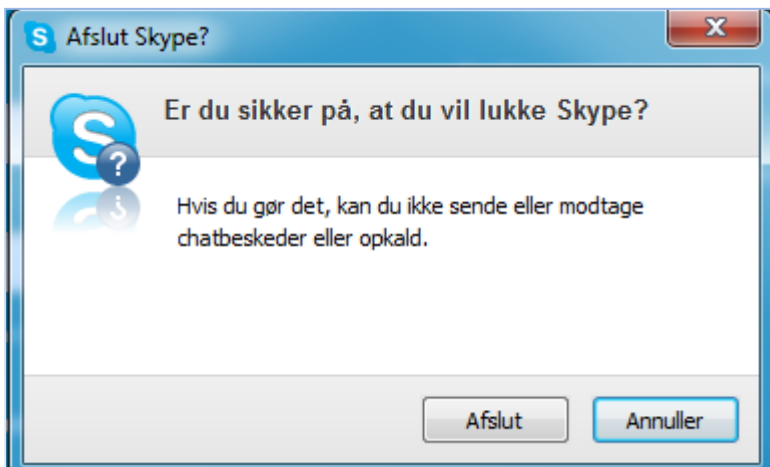 Afslut Skype?
Er du sikker på, at du vil lukke Skype?
Hvis du gør det, kan du ikke sende eller modtage
chatbeskeder eller opkald.
Afslut Annuller